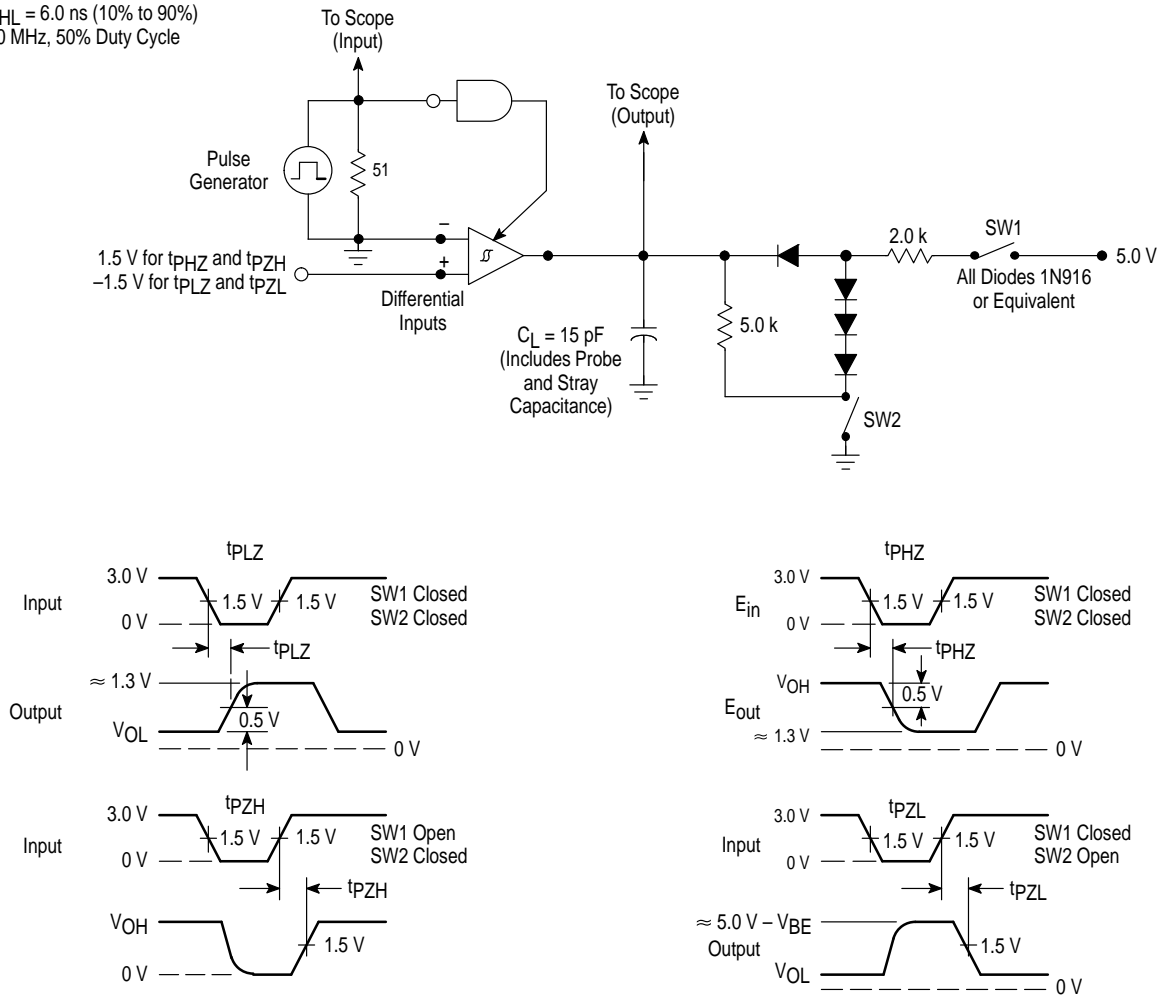 HL = 6.0 ns (10% to 90%)
0 MHz, 50% Duty Cycle
To Scope
(Input)
Pulse
Generator
51
1.5 V for tPHZ and tPZH
–1.5 V for tPLZ and tPZL
–
+
Differential
Inputs
To Scope
(Output)
CL = 15 pF
(Includes Probe
and Stray
Capacitance)
5.0 k
2.0 k
SW1
5.0 V
All Diodes 1N916
or Equivalent
SW2
tPLZ
Input
3.0 V
0 V
1.5 V
1.5 V
SW1 Closed
SW2 Closed
tPLZ
Output
≈ 1.3 V
VOL
0.5 V
0 V
tPHZ
Ein
3.0 V
0 V
1.5 V
1.5 V
SW1 Closed
SW2 Closed
tPHZ
Eout
VOH
≈ 1.3 V
0.5 V
0 V
tPZH
Input
3.0 V
0 V
1.5 V
1.5 V
SW1 Open
SW2 Closed
tPZH
VOH
0 V
1.5 V
tPZL
Input
3.0 V
0 V
1.5 V
1.5 V
SW1 Closed
SW2 Open
tPZL
≈ 5.0 V – VBE
Output
VOL
1.5 V
0 V